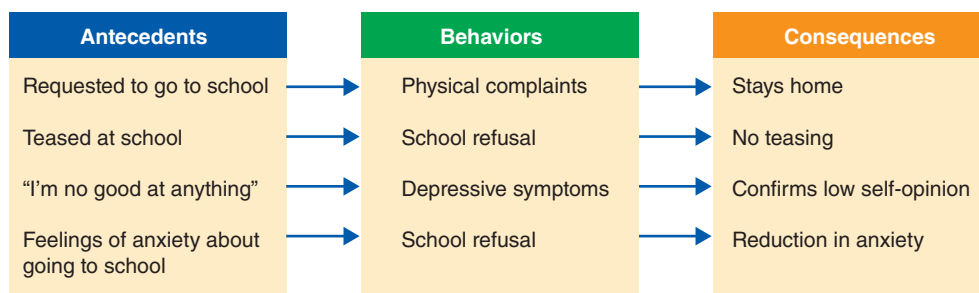 Antecedents
Behaviors
Consequences
Requested to go to school
Physical complaints
Stays home
Teased at school
School refusal
No teasing
“I’m no good at anything”
Depressive symptoms
Confirms low self-opinion
Feelings of anxiety about
going to school
School refusal
Reduction in anxiety